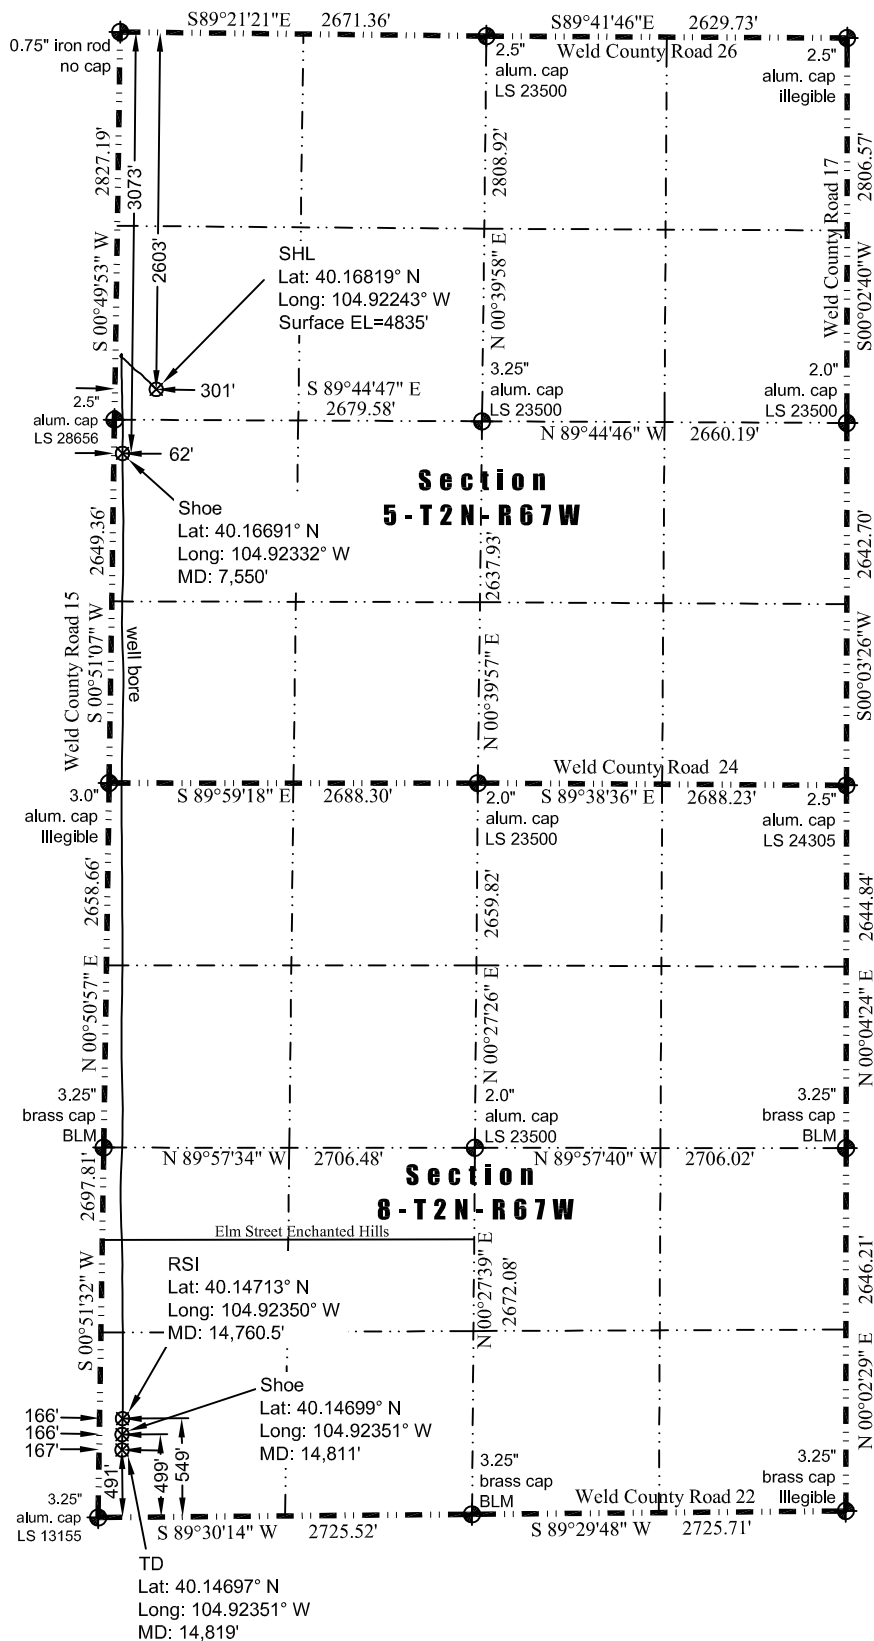 S89°21'21"E 2671.36' S89°41'46"E 2629.73'
Weld County Road 26
0.75" iron rod
no cap
2.5"
alum. cap
LS 23500
2.5"
alum. cap
illegible
2827.19'
S 00°49'53" W
3073'
2603'
2808.92'
N 00°39'58" E
Weld County Road 17
2806.57'
S00°02'40"W
SHL
Lat: 40.16819° N
Long: 104.92243° W
Surface EL=4835'
301'
S 89°44'47" E
2679.58'
2.5"
alum. cap
LS 28656
3.25"
alum. cap
LS 23500
2.0"
alum. cap
LS 23500
N 89°44'46" W 2660.19'
62'
Section
5-T2N-R67W
Shoe
Lat: 40.16691° N
Long: 104.92332° W
MD: 7,550'
2649.36'
S 00°51'07" W
Weld County Road 15
well bore
2637.93'
N 00°39'57" E
2642.70'
S00°03'26"W
Weld County Road 24
S 89°59'18" E 2688.30' S 89°38'36" E 2688.23'
3.0"
alum. cap
Illegible
2.0"
alum. cap
LS 23500
2.5"
alum. cap
LS 24305
2658.66'
N 00°50'57" E
2659.82'
N 00°27'26" E
2644.84'
N 00°04'24" E
3.25"
brass cap
BLM
2.0"
alum. cap
LS 23500
3.25"
brass cap
BLM
N 89°57'34" W 2706.48' N 89°57'40" W 2706.02'
Section
8-T2N-R67W
2697.81'
S 00°51'32" W
Elm Street Enchanted Hills
N 00°27'39" E
2672.08'
2646.21'
N 00°02'29" E
RSI
Lat: 40.14713° N
Long: 104.92350° W
MD: 14,760.5'
Shoe
Lat: 40.14699° N
Long: 104.92351° W
MD: 14,811'
166'
166'
167'
491'
499'
549'
3.25"
alum. cap
LS 13155
3.25"
brass cap
BLM
3.25"
brass cap
Illegible
Weld County Road 22
S 89°30'14" W 2725.52' S 89°29'48" W 2725.71'
TD
Lat: 40.14697° N
Long: 104.92351° W
MD: 14,819'